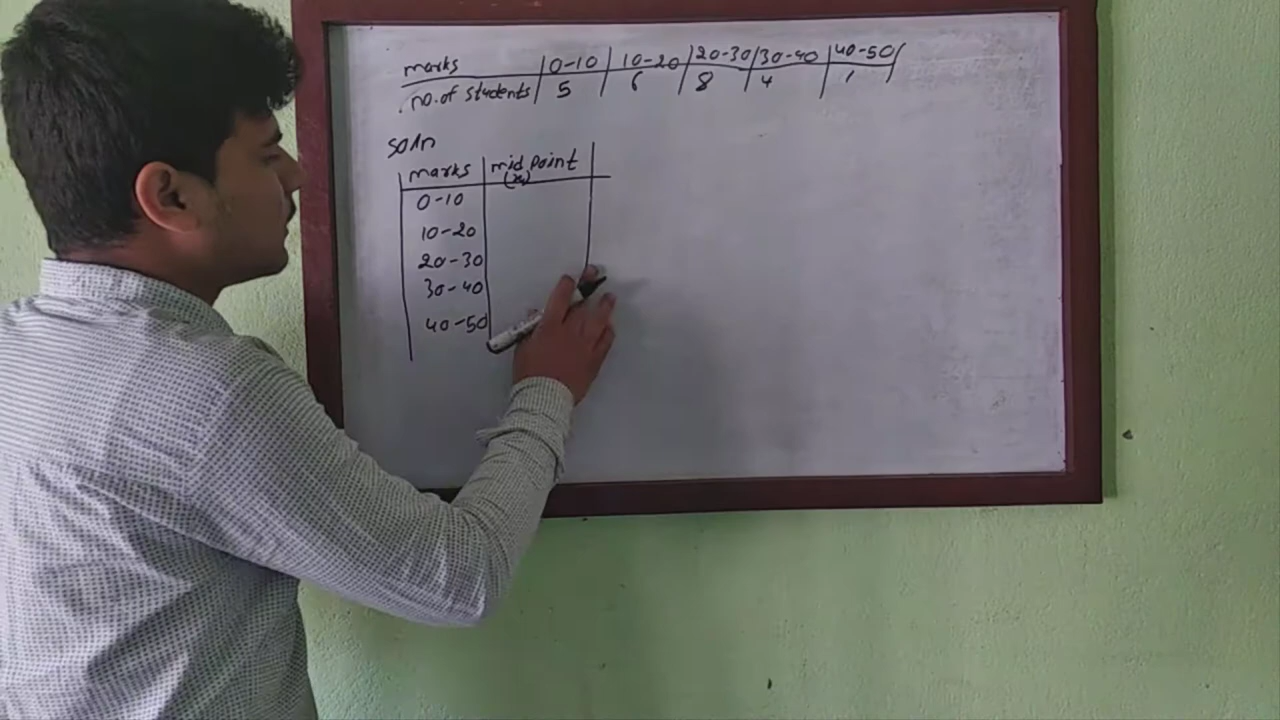 marks 0-10 10-20 20-30 30-40 40-50
no. of students 5 6 8 4 1
soln
marks mid point
(x)
0-10
10-20
20-30
30-40
40-50